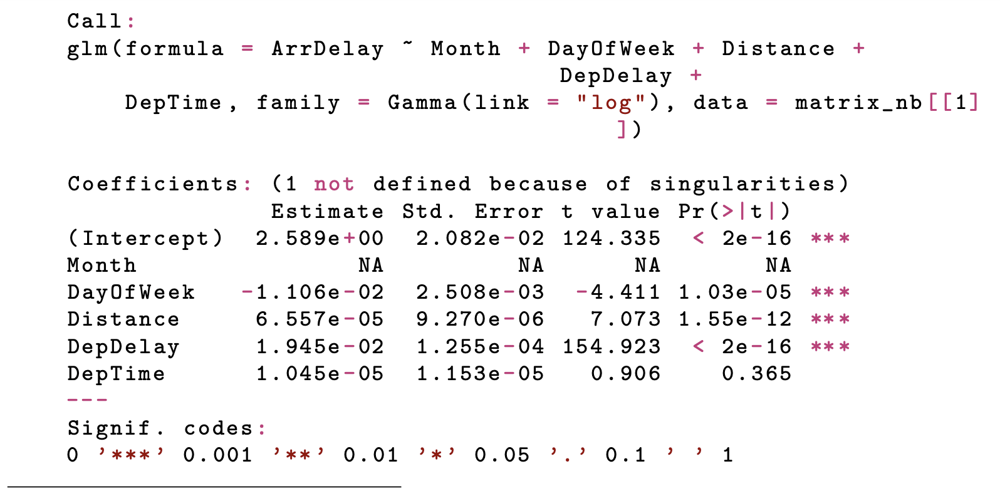 Call:
glm(formula = ArrDelay ~ Month + DayOfWeek + Distance +
DepDelay +
DepTime, family = Gamma(link = "log"), data = matrix_nb[[1]
])
Coefficients: (1 not defined because of singularities)
Estimate Std. Error t value Pr(>|t|)
(Intercept) 2.589e+00 2.082e-02 124.335 < 2e-16 ***
Month NA NA NA NA
DayOfWeek -1.106e-02 2.508e-03 -4.411 1.03e-05 ***
Distance 6.557e-05 9.270e-06 7.073 1.55e-12 ***
DepDelay 1.945e-02 1.255e-04 154.923 < 2e-16 ***
DepTime 1.045e-05 1.153e-05 0.906 0.365
---
Signif. codes:
0 ’***’ 0.001 ’**’ 0.01 ’*’ 0.05 ’.’ 0.1 ’ ’ 1